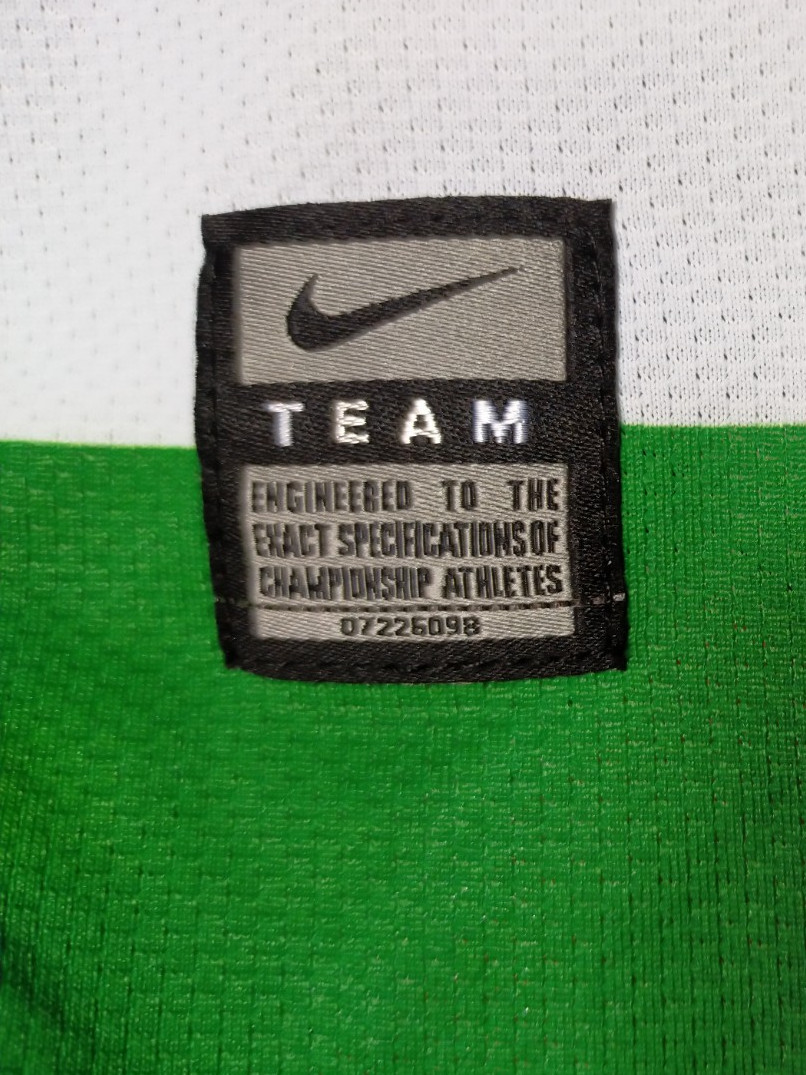 TEAM
ENGINEERED TO THE
EXACT SPECIFICATIONS OF
CHAMPIONSHIP ATHLETES
07226098